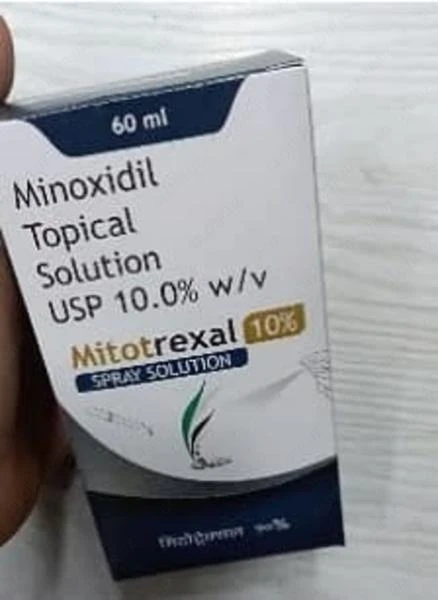 60 ml
Minoxidil
Topical
Solution
USP 10.0% w/v
Mitotrexal 10%
SPRAY SOLUTION